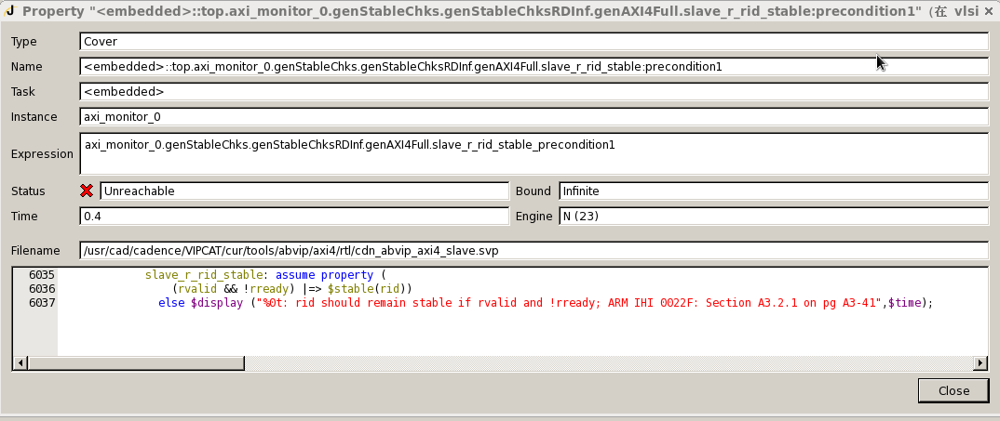 Property "<embedded>::top.axi_monitor_0.genStableChks.genStableChksRDInf.genAXI4Full.slave_r_rid_stable:precondition1" (在 vlsi
Type Cover
Name <embedded>::top.axi_monitor_0.genStableChks.genStableChksRDInf.genAXI4Full.slave_r_rid_stable:precondition1
Task <embedded>
Instance axi_monitor_0
Expression axi_monitor_0.genStableChks.genStableChksRDInf.genAXI4Full.slave_r_rid_stable_precondition1
Status Unreachable Bound Infinite
Time 0.4 Engine N (23)
Filename /usr/cad/cadence/VIPCAT/cur/tools/abvip/axi4/rtl/cdn_abvip_axi4_slave.svp
6035 slave_r_rid_stable: assume property (
6036 (rvalid && !rready) |=> $stable(rid))
6037 else $display ("%0t: rid should remain stable if rvalid and !rready; ARM IHI 0022F: Section A3.2.1 on pg A3-41",$time);
Close